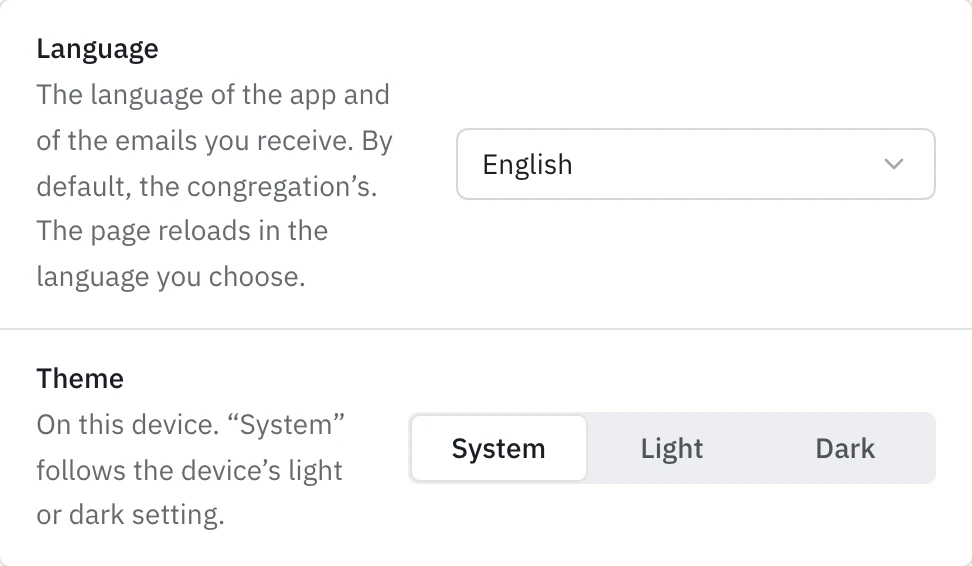 Language
The language of the app and
of the emails you receive. By
default, the congregation’s.
The page reloads in the
language you choose.
English
Theme
On this device. “System”
follows the device’s light
or dark setting.
System
Light
Dark